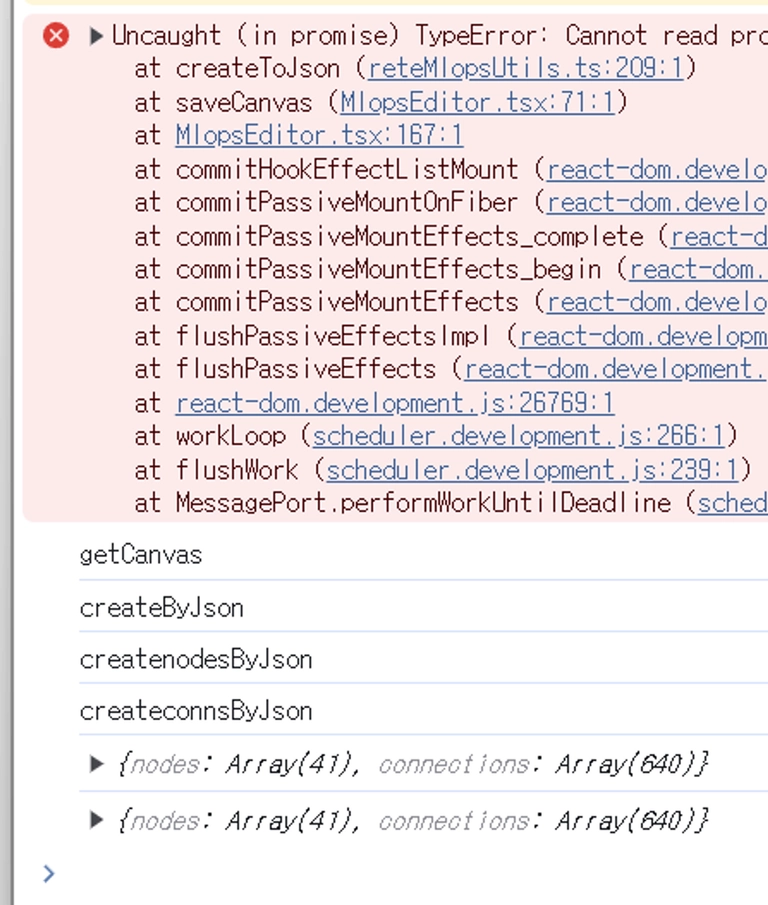 Uncaught (in promise) TypeError: Cannot read pro
at createToJson (reteMlopsUtils.ts:209:1)
at saveCanvas (MlopsEditor.tsx:71:1)
at MlopsEditor.tsx:167:1
at commitHookEffectListMount (react-dom.develo
at commitPassiveMountOnFiber (react-dom.develo
at commitPassiveMountEffects_complete (react-d
at commitPassiveMountEffects_begin (react-dom.
at commitPassiveMountEffects (react-dom.develo
at flushPassiveEffectsImpl (react-dom.developm
at flushPassiveEffects (react-dom.development.
at react-dom.development.js:26769:1
at workLoop (scheduler.development.js:266:1)
at flushWork (scheduler.development.js:239:1)
at MessagePort.performWorkUntilDeadline (sched
getCanvas
createByJson
createnodesByJson
createconnsByJson
{nodes: Array(41), connections: Array(640)}
{nodes: Array(41), connections: Array(640)}